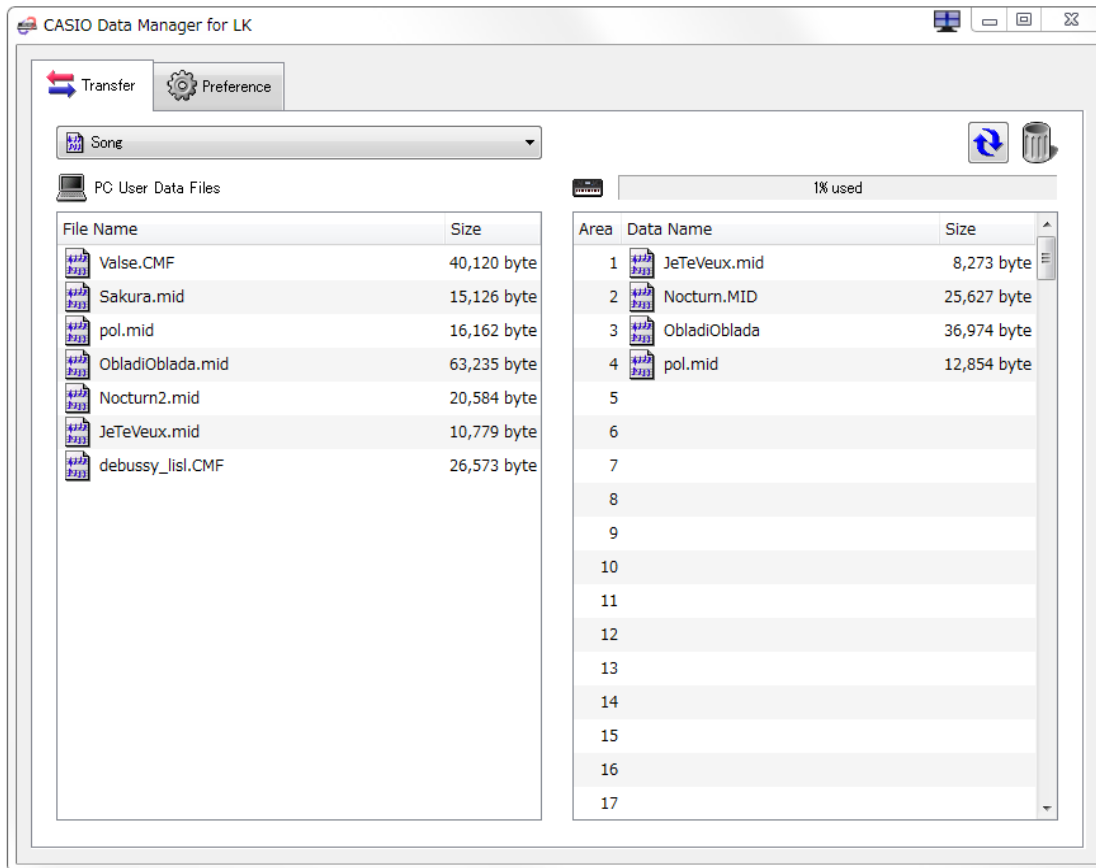 CASIO Data Manager for LK
Transfer Preference
Song
PC User Data Files
1% used
File Name Size
Valse.CMF 40,120 byte
Sakura.mid 15,126 byte
pol.mid 16,162 byte
ObladiOblada.mid 63,235 byte
Nocturn2.mid 20,584 byte
JeTeVeux.mid 10,779 byte
debussy_lisl.CMF 26,573 byte
Area Data Name Size
1 JeTeVeux.mid 8,273 byte
2 Nocturn.MID 25,627 byte
3 ObladiOblada 36,974 byte
4 pol.mid 12,854 byte
5
6
7
8
9
10
11
12
13
14
15
16
17